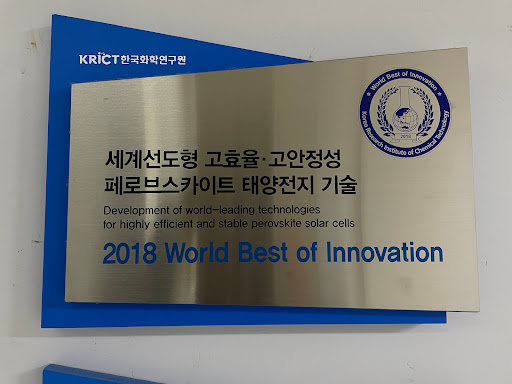 KRICT 한국화학연구원
World Best of Innovation
2018
Korea Research Institute of Chemical Technology
세계선도형 고효율·고안정성
페로브스카이트 태양전지 기술
Development of world-leading technologies
for highly efficient and stable perovskite solar cells
2018 World Best of Innovation